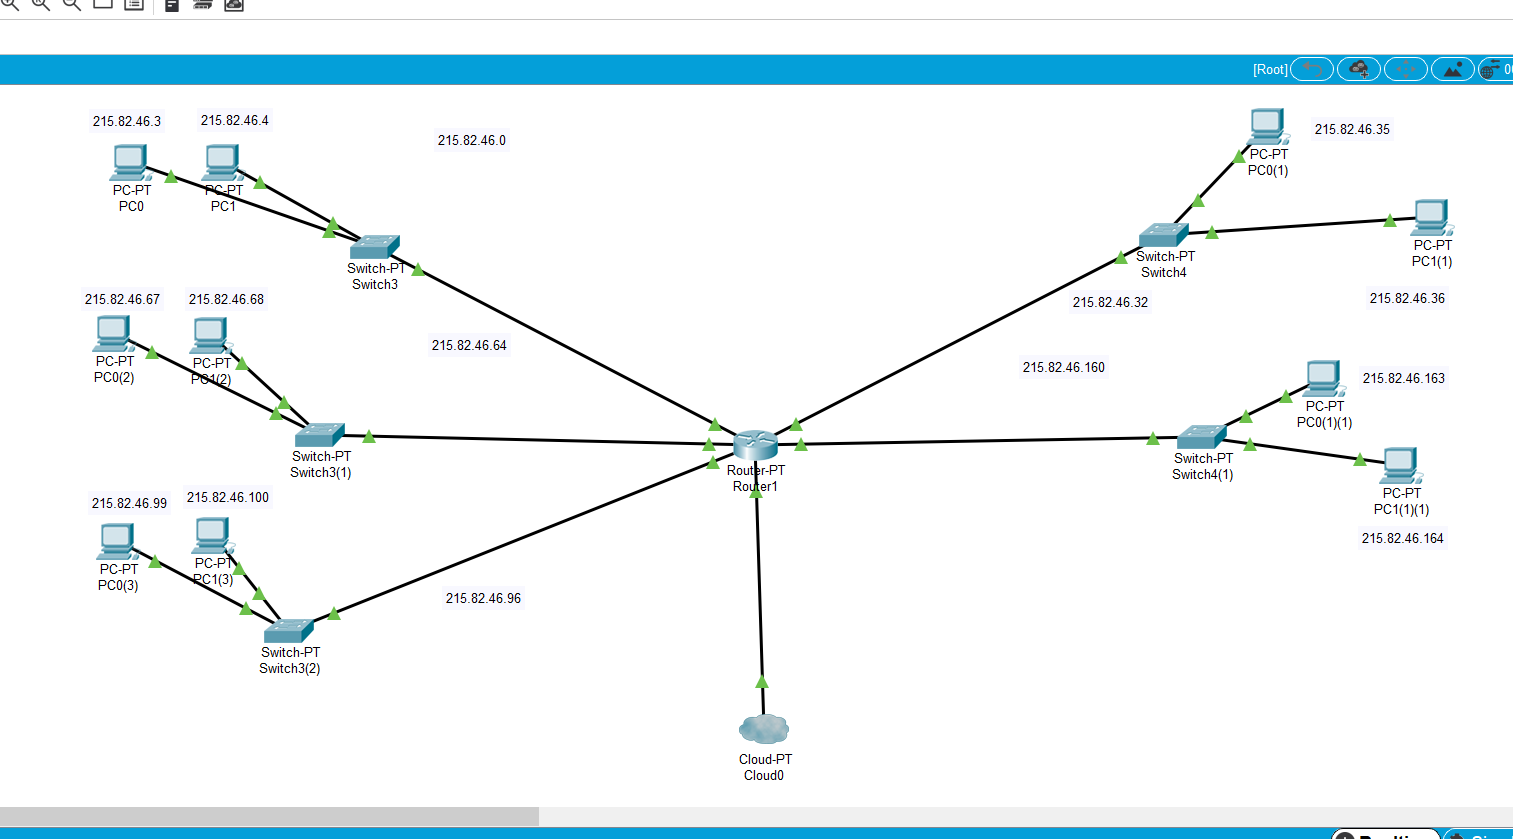 [Root]
215.82.46.3
215.82.46.4
215.82.46.0
PC-PT
PC0
PC-PT
PC1
Switch-PT
Switch3
215.82.46.35
PC-PT
PC0(1)
PC-PT
PC1(1)
Switch-PT
Switch4
215.82.46.32
215.82.46.36
215.82.46.67
215.82.46.68
215.82.46.64
PC-PT
PC0(2)
PC-PT
PC1(2)
Switch-PT
Switch3(1)
215.82.46.160
215.82.46.163
PC-PT
PC0(1)(1)
Router-PT
Router1
Switch-PT
Switch4(1)
PC-PT
PC1(1)(1)
215.82.46.164
215.82.46.99
215.82.46.100
PC-PT
PC0(3)
PC-PT
PC1(3)
215.82.46.96
Switch-PT
Switch3(2)
Cloud-PT
Cloud0